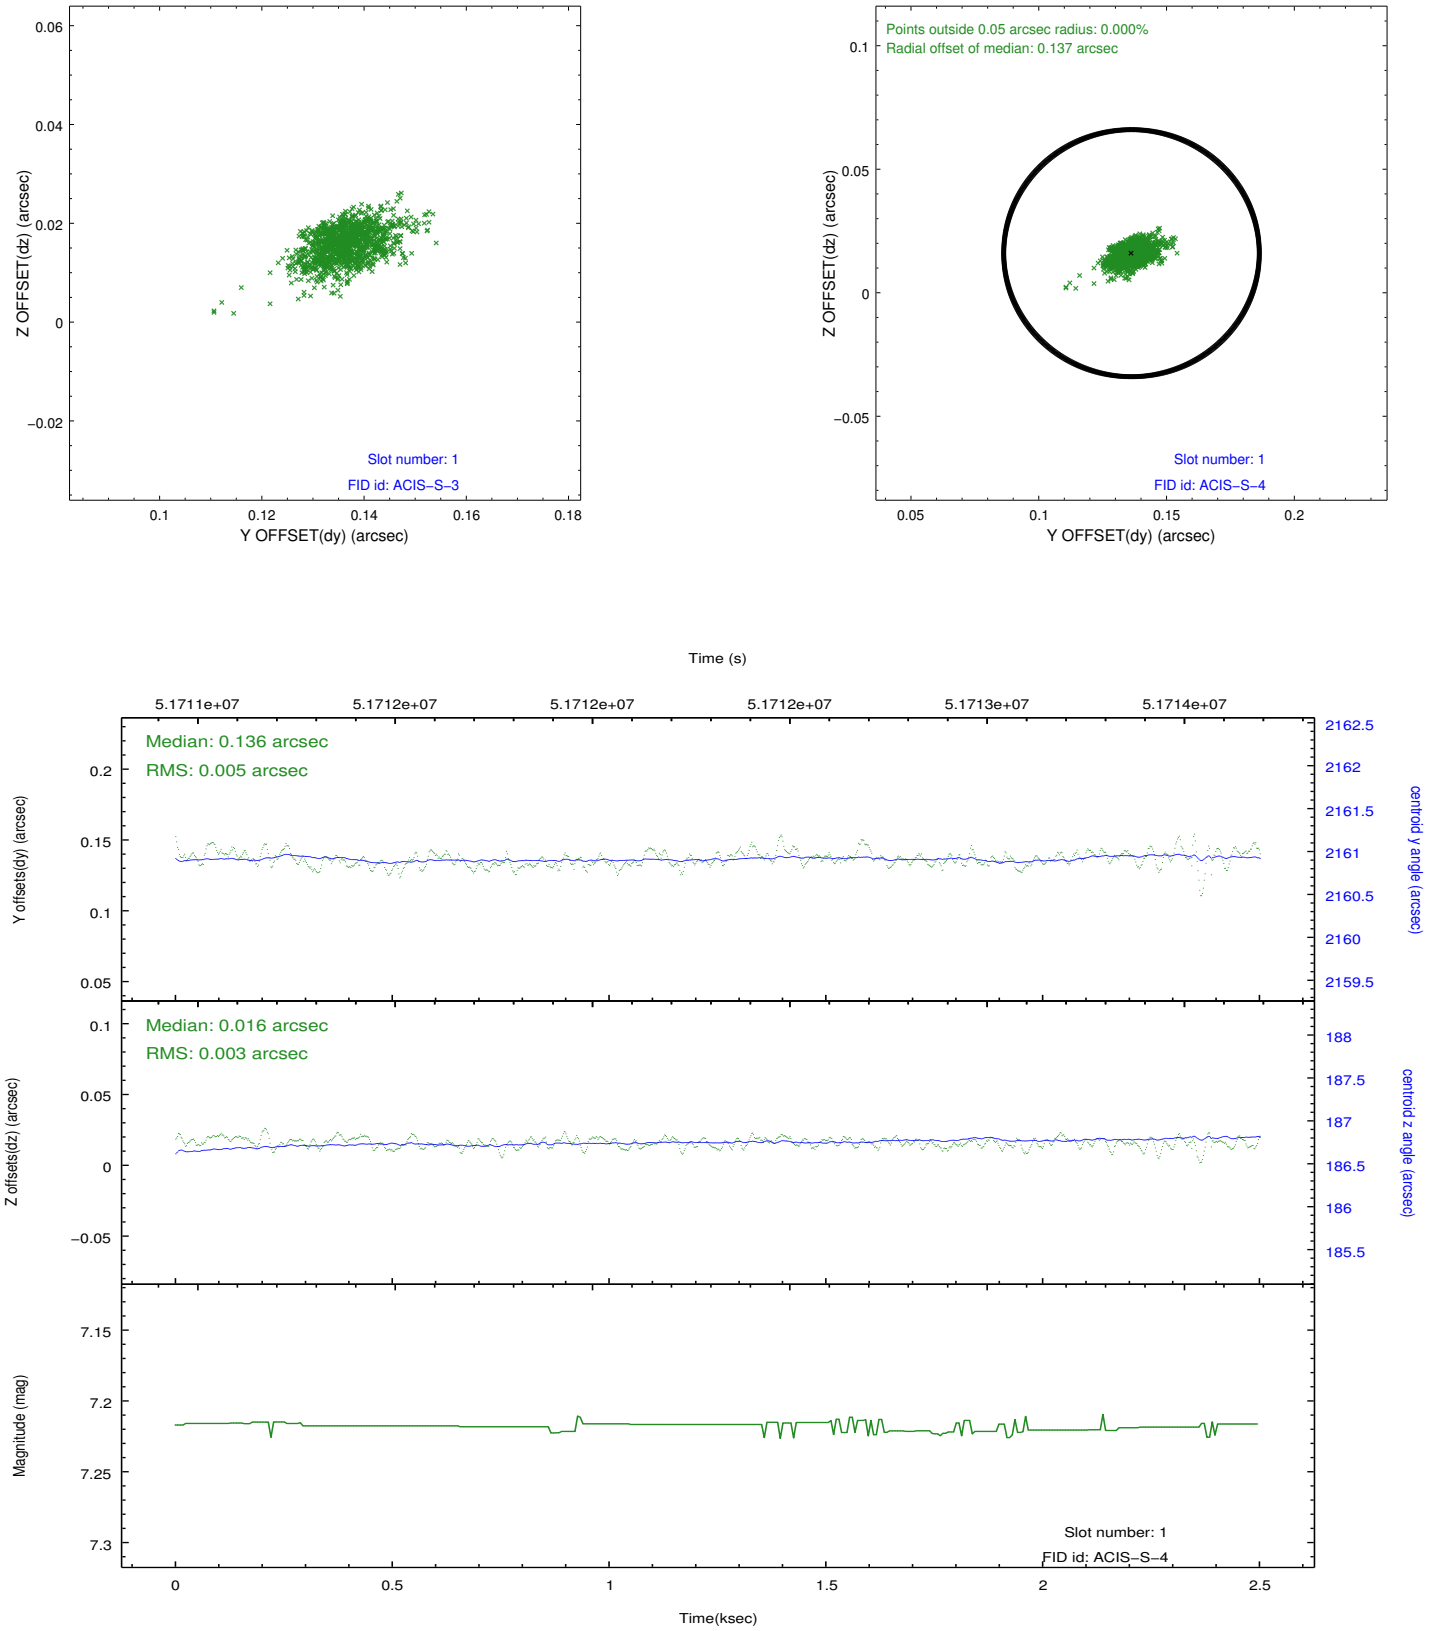 0.06
0.04
0.02
0
−0.02
Z OFFSET(dz) (arcsec)
Slot number: 1
FID id: ACIS−S−3
0.1 0.12 0.14 0.16 0.18
Y OFFSET(dy) (arcsec)
Points outside 0.05 arcsec radius: 0.000%
Radial offset of median: 0.137 arcsec
0.1
0.05
0
−0.05
Z OFFSET(dz) (arcsec)
Slot number: 1
FID id: ACIS−S−4
0.05 0.1 0.15 0.2
Y OFFSET(dy) (arcsec)
Time (s)
5.1711e+07 5.1712e+07 5.1712e+07 5.1712e+07 5.1713e+07 5.1714e+07
Median: 0.136 arcsec
RMS: 0.005 arcsec
0.2
0.15
0.1
0.05
Y offsets(dy) (arcsec)
2162.5
2162
2161.5
2161
2160.5
2160
2159.5
centroid y angle (arcsec)
Median: 0.016 arcsec
RMS: 0.003 arcsec
0.1
0.05
0
−0.05
Z offsets(dz) (arcsec)
188
187.5
187
186.5
186
185.5
centroid z angle (arcsec)
7.15
7.2
7.25
7.3
Magnitude (mag)
Slot number: 1
FID id: ACIS−S−4
0 0.5 1 1.5 2 2.5
Time(ksec)